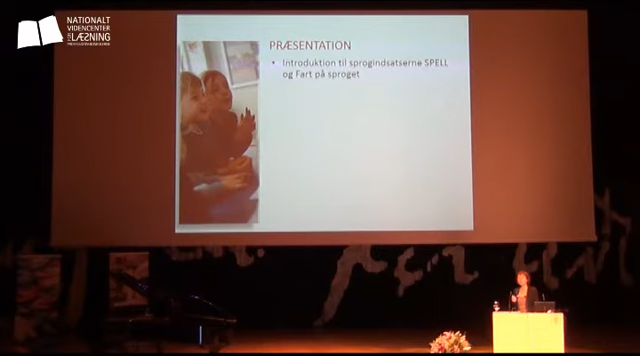 NATIONALT
VIDENCENTER
FOR LÆSNING
PRÆSENTATION
• Introduktion til sprogindsatserne SPELL
og Fart på sproget